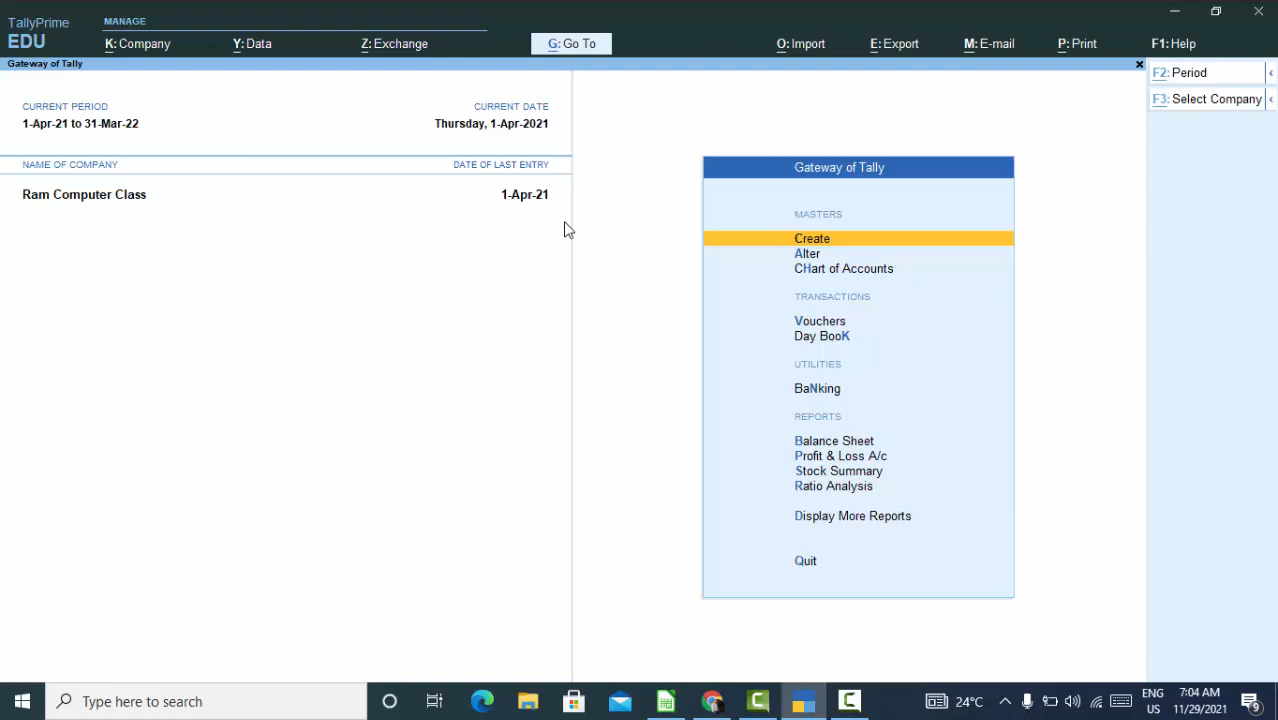 TallyPrime
EDU
MANAGE
K: Company
Y: Data
Z: Exchange
G: Go To
O: Import
E: Export
M: E-mail
P: Print
F1: Help
Gateway of Tally
×
F2: Period
F3: Select Company
CURRENT PERIOD
CURRENT DATE
1-Apr-21 to 31-Mar-22
Thursday, 1-Apr-2021
NAME OF COMPANY
DATE OF LAST ENTRY
Ram Computer Class
1-Apr-21
Gateway of Tally
MASTERS
Create
Alter
CHart of Accounts
TRANSACTIONS
Vouchers
Day BooK
UTILITIES
BaNking
REPORTS
Balance Sheet
Profit & Loss A/c
Stock Summary
Ratio Analysis
Display More Reports
Quit
Type here to search
24°C
ENG
US
7:04 AM
11/29/2021
9